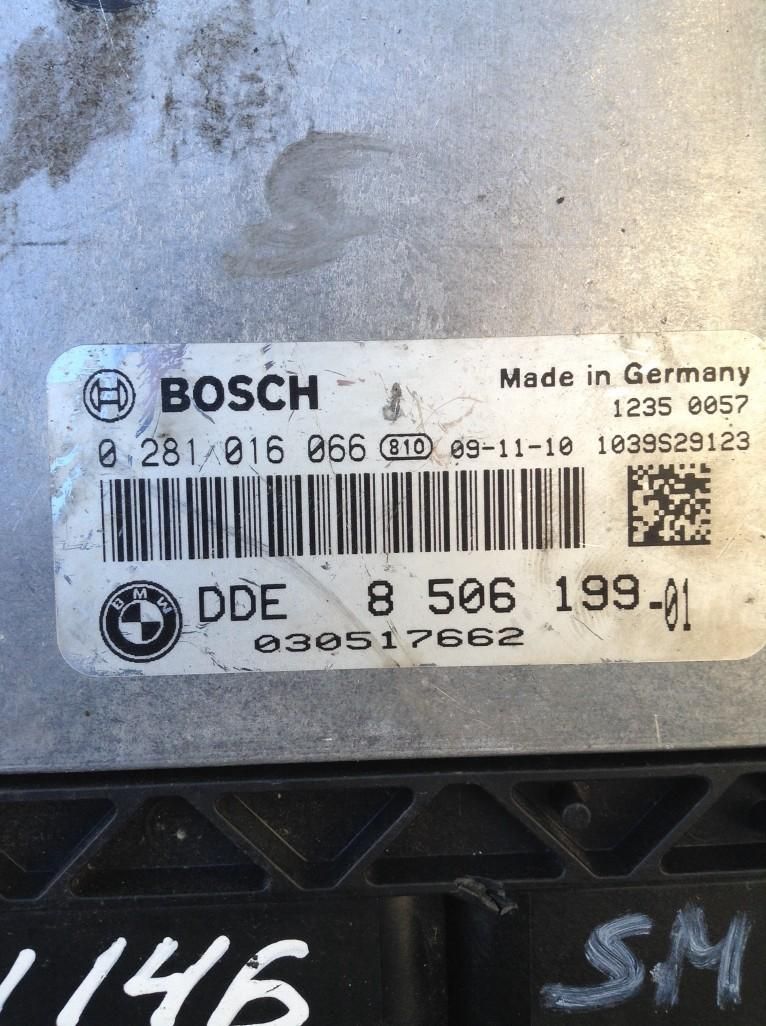 BOSCH
Made in Germany
1235 0057
0 281 016 066 810 09-11-10 1039S29123
BMW DDE 8 506 199-01
030517662
1146 SM